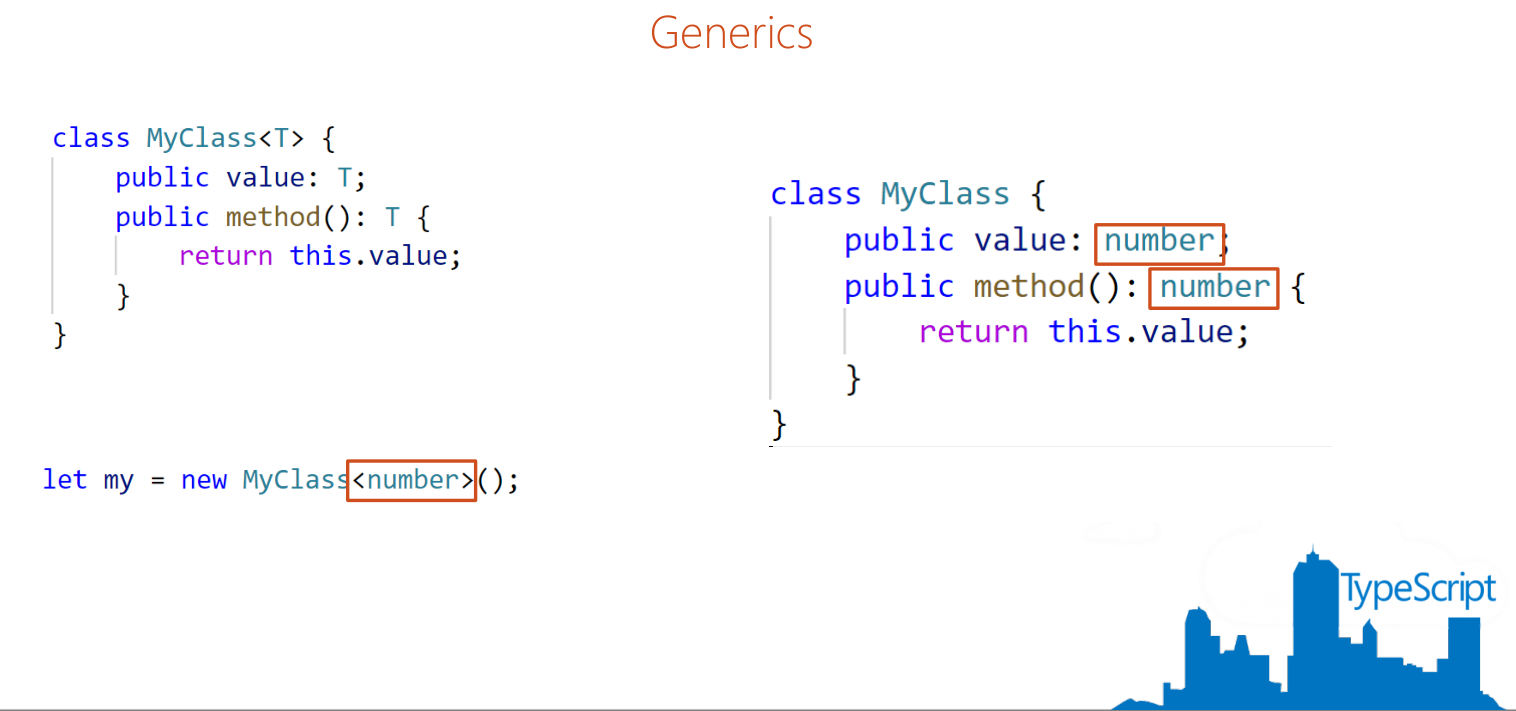 Generics
class MyClass<T> {
public value: T;
public method(): T {
return this.value;
}
}
let my = new MyClass<number>();
class MyClass {
public value: number;
public method(): number {
return this.value;
}
}
TypeScript